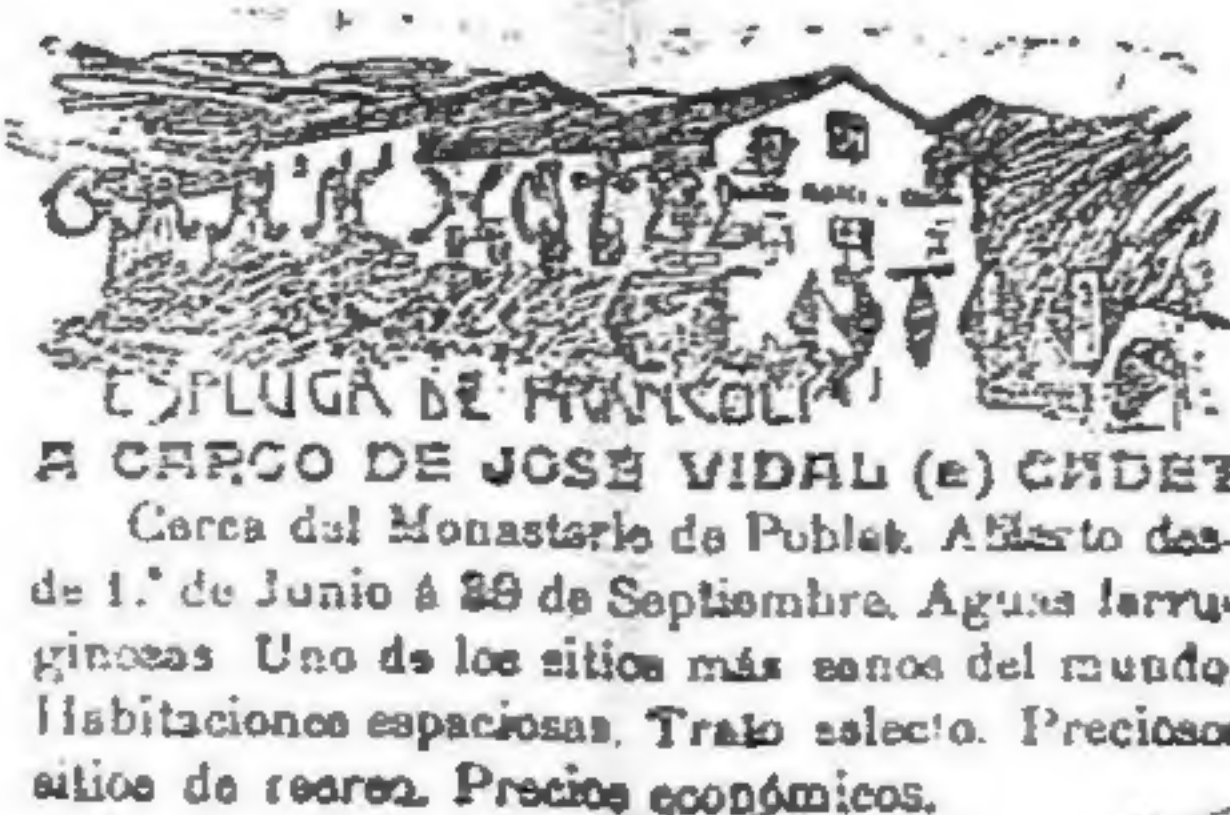 ESPLUGA DE FRANCOLÍ
A CARGO DE JOSE VIDAL (a) CADET
Cerca del Monasterio de Poblet. Abierto des-
de 1.° de Junio á 29 de Septiembre. Aguas ferru-
ginosas Uno de los sitios más sanos del mundo
Habitaciones espaciosas. Trato selecto. Preciosos
sitios de recreo. Precios económicos.